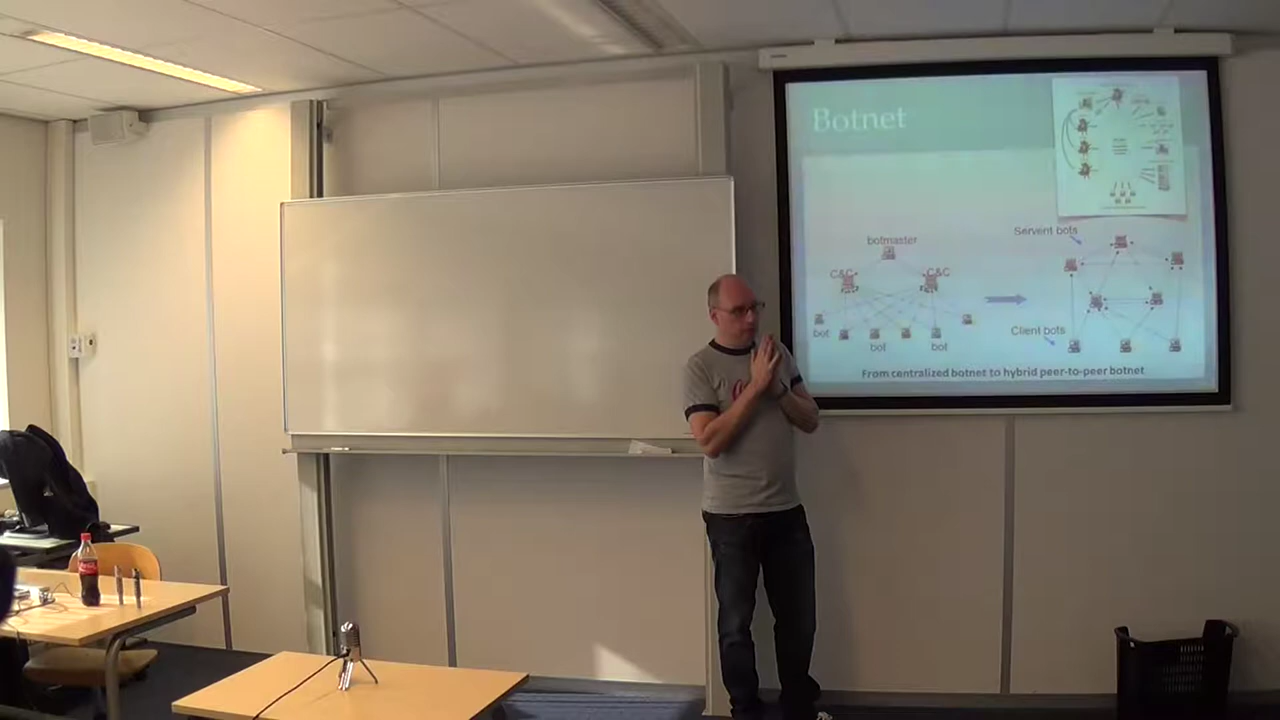 Botnet
Servent bots
botmaster
C&C
C&C
Client bots
bot
bot
bot
From centralized botnet to hybrid peer-to-peer botnet